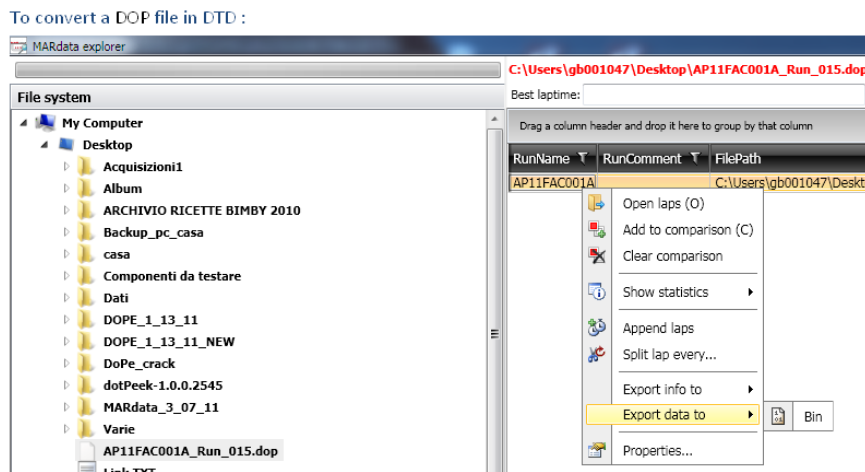 To convert a DOP file in DTD :
MARdata explorer
C:\Users\gb001047\Desktop\AP11FAC001A_Run_015.dop
File system
Best laptime:
My Computer
Drag a column header and drop it here to group by that column
Desktop
RunName RunComment FilePath
Acquisizioni1
AP11FAC001A C:\Users\gb001047\Deskt
Album
Open laps (O)
ARCHIVIO RICETTE BIMBY 2010
Add to comparison (C)
Backup_pc_casa
casa
Clear comparison
Componenti da testare
Dati
Show statistics
DOPE_1_13_11
Append laps
DOPE_1_13_11_NEW
Split lap every...
DoPe_crack
dotPeek-1.0.0.2545
Export info to
MARdata_3_07_11
Export data to
Bin
Varie
AP11FAC001A_Run_015.dop
Properties...
Link.TXT